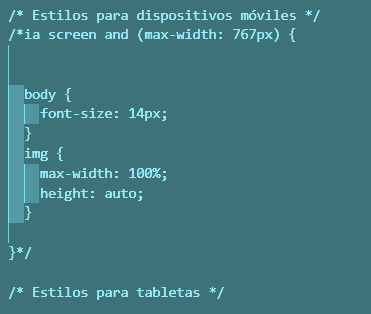 /* Estilos para dispositivos móviles */
/*ia screen and (max-width: 767px) {
body {
font-size: 14px;
}
img {
max-width: 100%;
height: auto;
}
}*/
/* Estilos para tabletas */